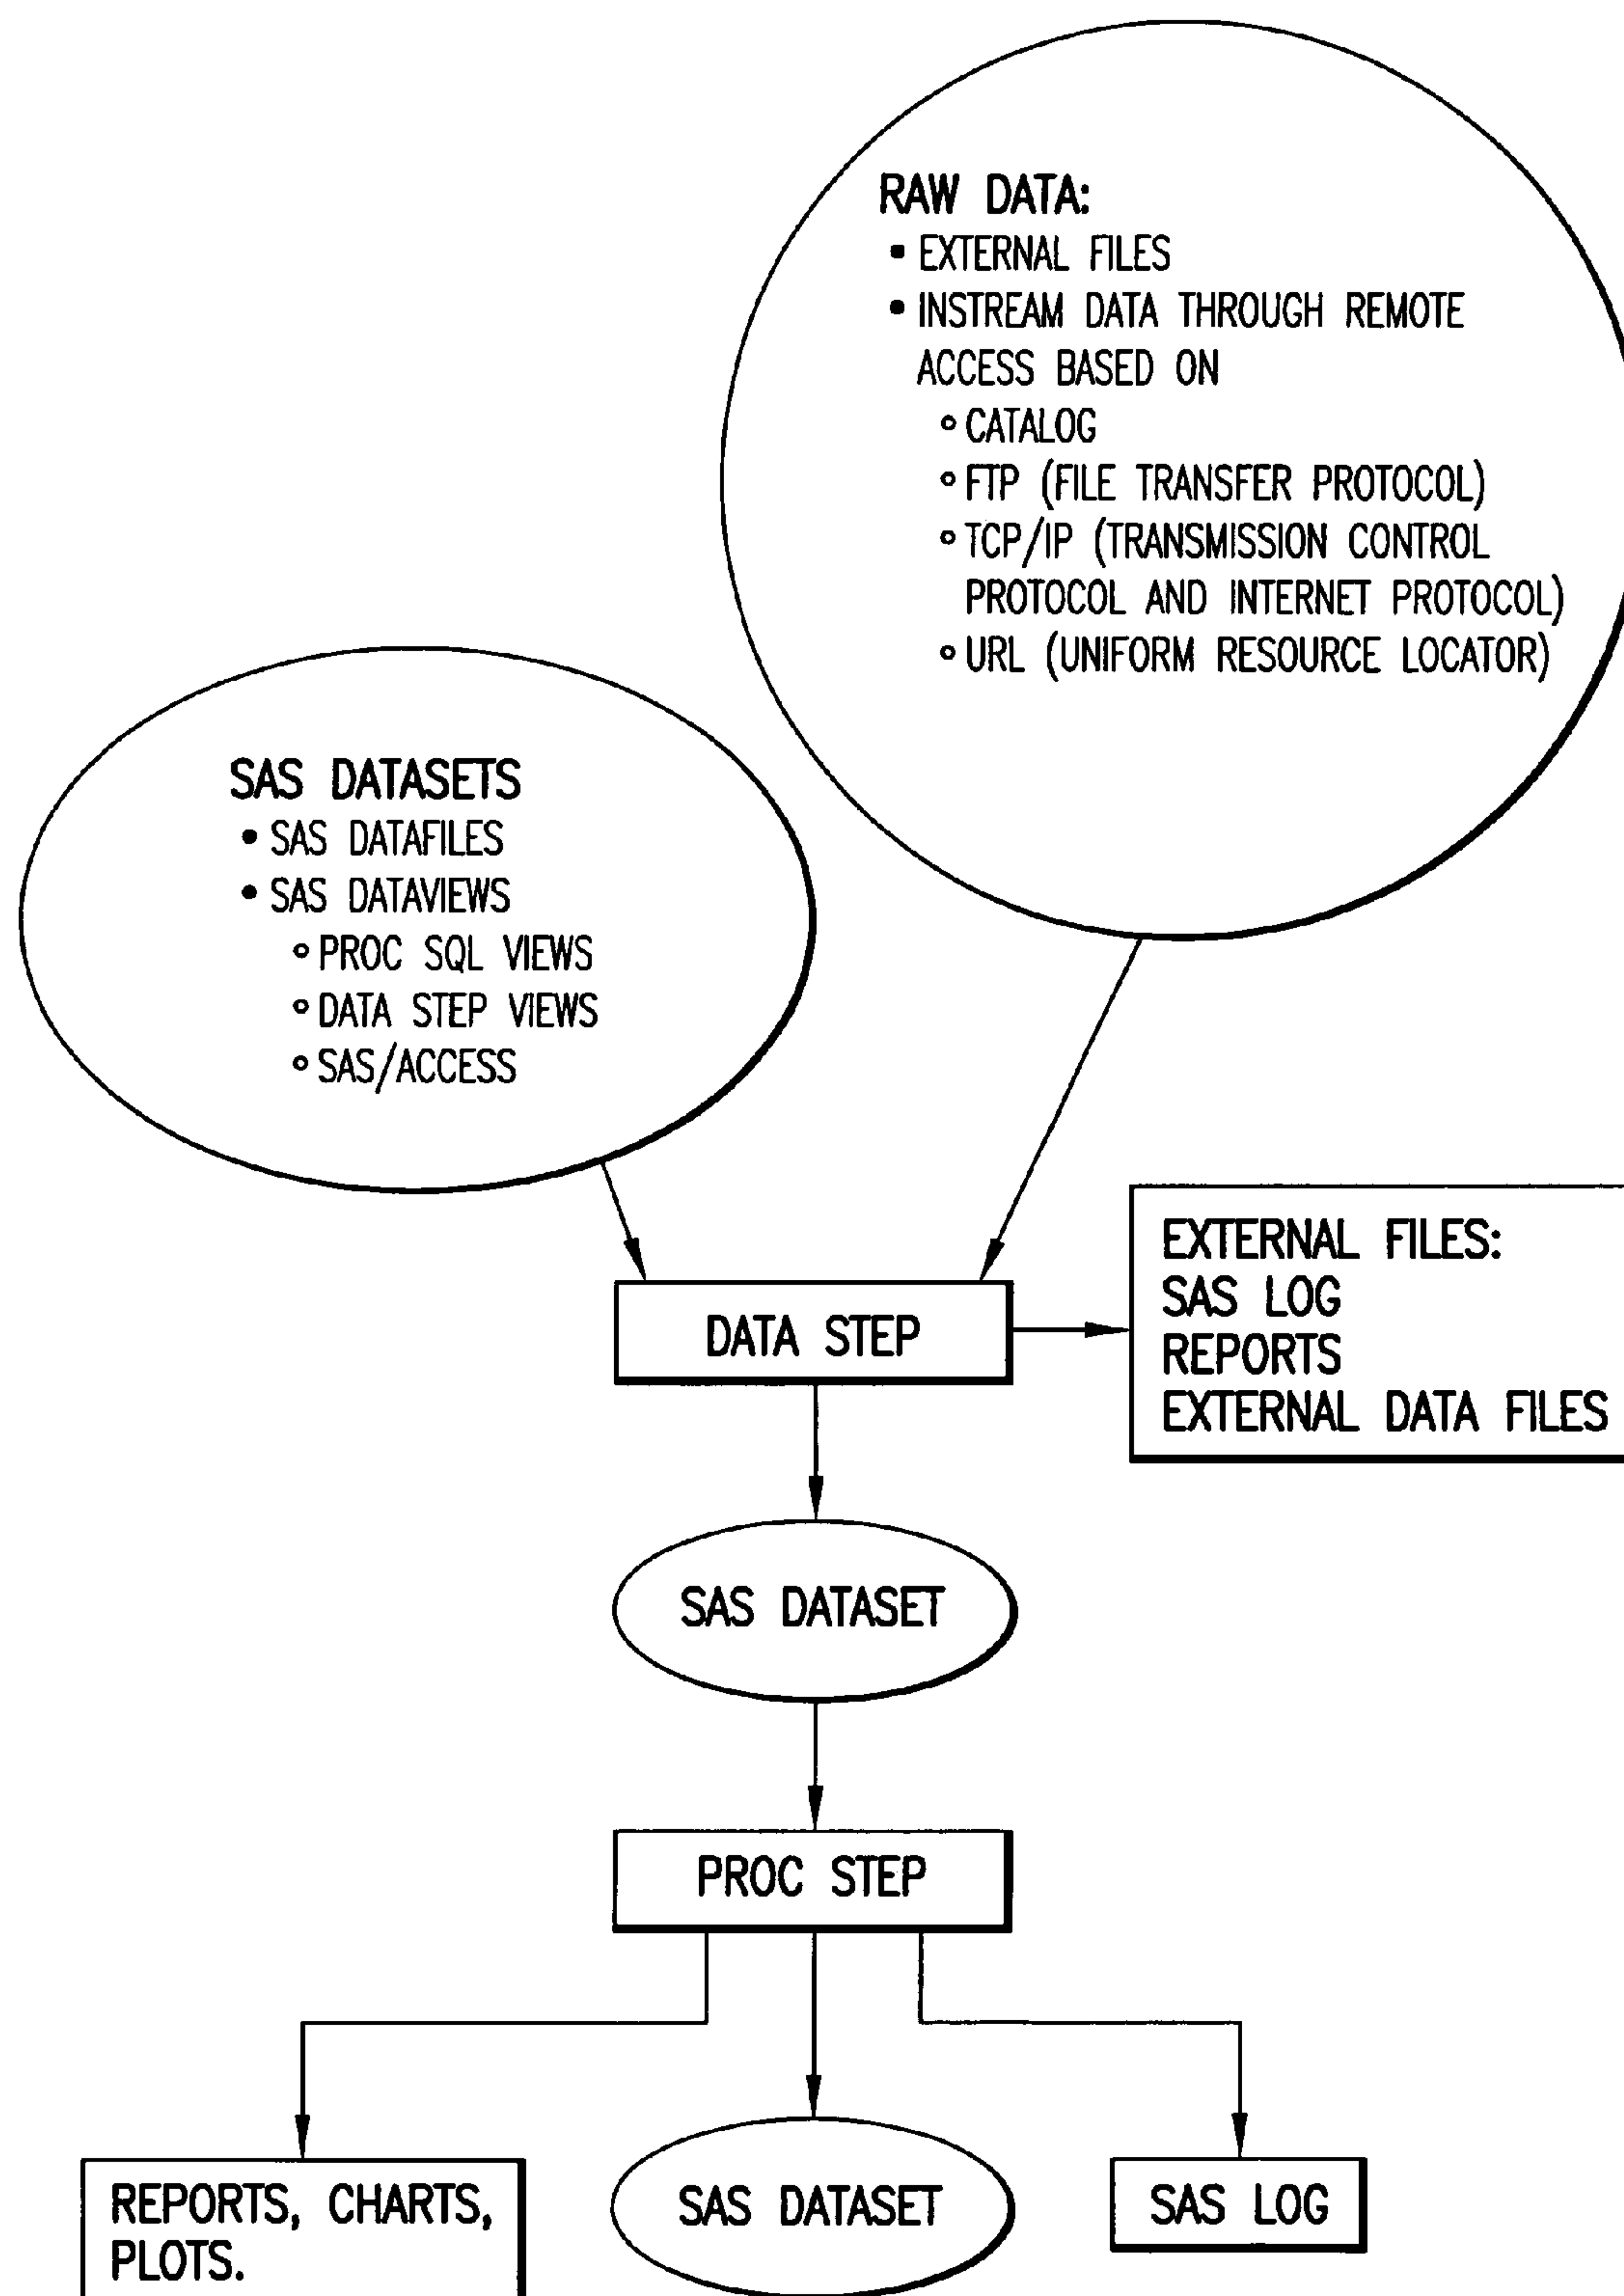 RAW DATA:
▪ EXTERNAL FILES
• INSTREAM DATA THROUGH REMOTE
ACCESS BASED ON
∘ CATALOG
∘ FTP (FILE TRANSFER PROTOCOL)
∘ TCP/IP (TRANSMISSION CONTROL
PROTOCOL AND INTERNET PROTOCOL)
∘ URL (UNIFORM RESOURCE LOCATOR)
SAS DATASETS
• SAS DATAFILES
• SAS DATAVIEWS
∘ PROC SQL VIEWS
∘ DATA STEP VIEWS
∘ SAS/ACCESS
DATA STEP
EXTERNAL FILES:
SAS LOG
REPORTS
EXTERNAL DATA FILES
SAS DATASET
PROC STEP
REPORTS, CHARTS,
PLOTS.
SAS DATASET
SAS LOG